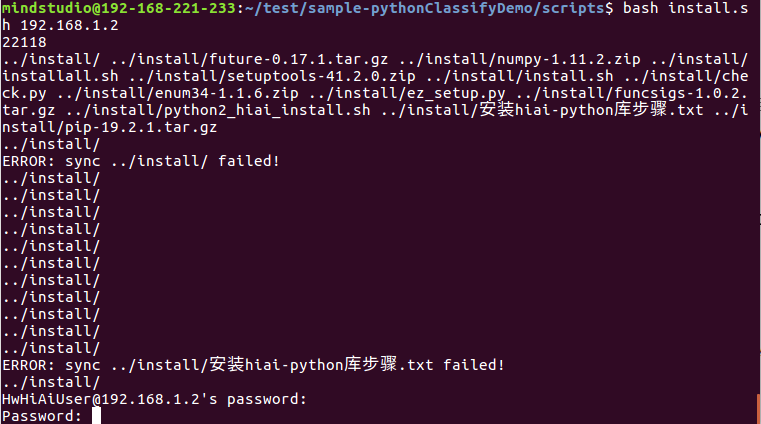 mindstudio@192-168-221-233:~/test/sample-pythonClassifyDemo/scripts$ bash install.s
h 192.168.1.2
22118
../install/ ../install/future-0.17.1.tar.gz ../install/numpy-1.11.2.zip ../install/
installall.sh ../install/setuptools-41.2.0.zip ../install/install.sh ../install/che
ck.py ../install/enum34-1.1.6.zip ../install/ez_setup.py ../install/funcsigs-1.0.2.
tar.gz ../install/python2_hiai_install.sh ../install/安装hiai-python库步骤.txt ../i
nstall/pip-19.2.1.tar.gz
../install/
ERROR: sync ../install/ failed!
../install/
../install/
../install/
../install/
../install/
../install/
../install/
../install/
../install/
../install/
../install/
ERROR: sync ../install/安装hiai-python库步骤.txt failed!
../install/
HwHiAiUser@192.168.1.2's password:
Password: